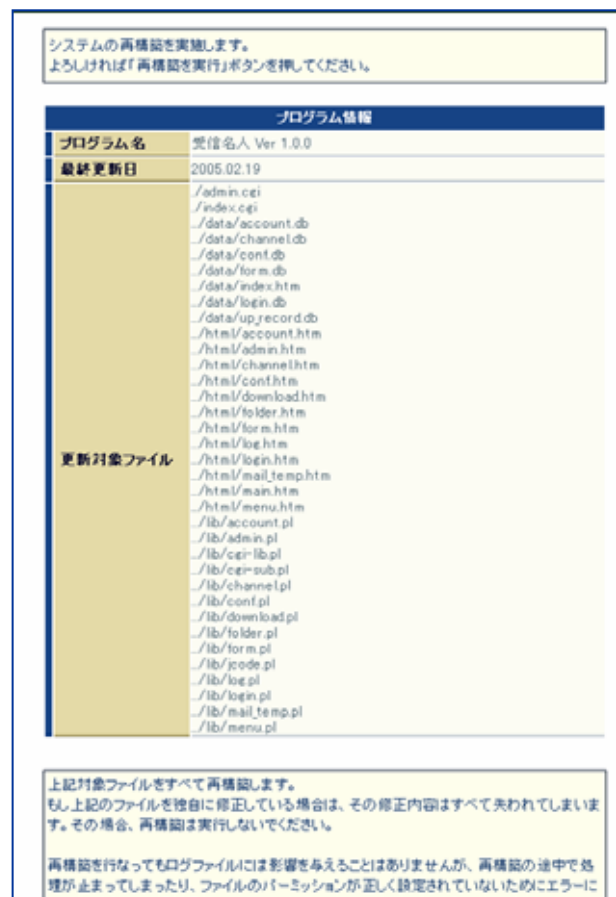 システムの再構築を実施します。
よろしければ「再構築を実行」ボタンを押してください。
プログラム情報
プログラム名 受信名人 Ver 1.0.0
最終更新日 2005.02.19
更新対象ファイル
../admin.cgi
../index.cgi
../data/account.db
../data/channel.db
../data/conf.db
../data/form.db
../data/index.htm
../data/login.db
../data/up_record.db
../html/account.htm
../html/admin.htm
../html/channel.htm
../html/conf.htm
../html/download.htm
../html/folder.htm
../html/form.htm
../html/log.htm
../html/login.htm
../html/mail_temp.htm
../html/main.htm
../html/menu.htm
../lib/account.pl
../lib/admin.pl
../lib/cgi-lib.pl
../lib/cgi-sub.pl
../lib/channel.pl
../lib/conf.pl
../lib/download.pl
../lib/folder.pl
../lib/form.pl
../lib/jcode.pl
../lib/log.pl
../lib/login.pl
../lib/mail_temp.pl
../lib/menu.pl
上記対象ファイルをすべて再構築します。
もし上記のファイルを独自に修正している場合は、その修正内容はすべて失われてしまいま
す。その場合、再構築は実行しないでください。
再構築を行なってもログファイルには影響を与えることはありませんが、再構築の途中で処
理が止まってしまったり、ファイルのパーミッションが正しく設定されていないためにエラーに